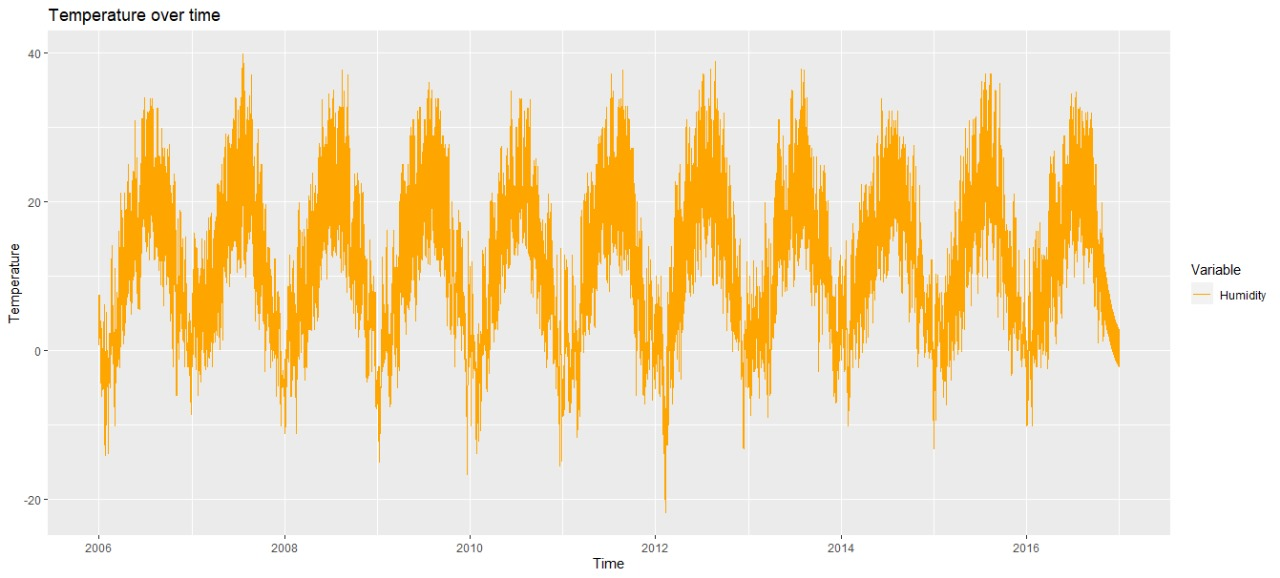 Temperature over time
40
20
0
-20
Temperature
2006
2008
2010
2012
2014
2016
Time
Variable
Humidity